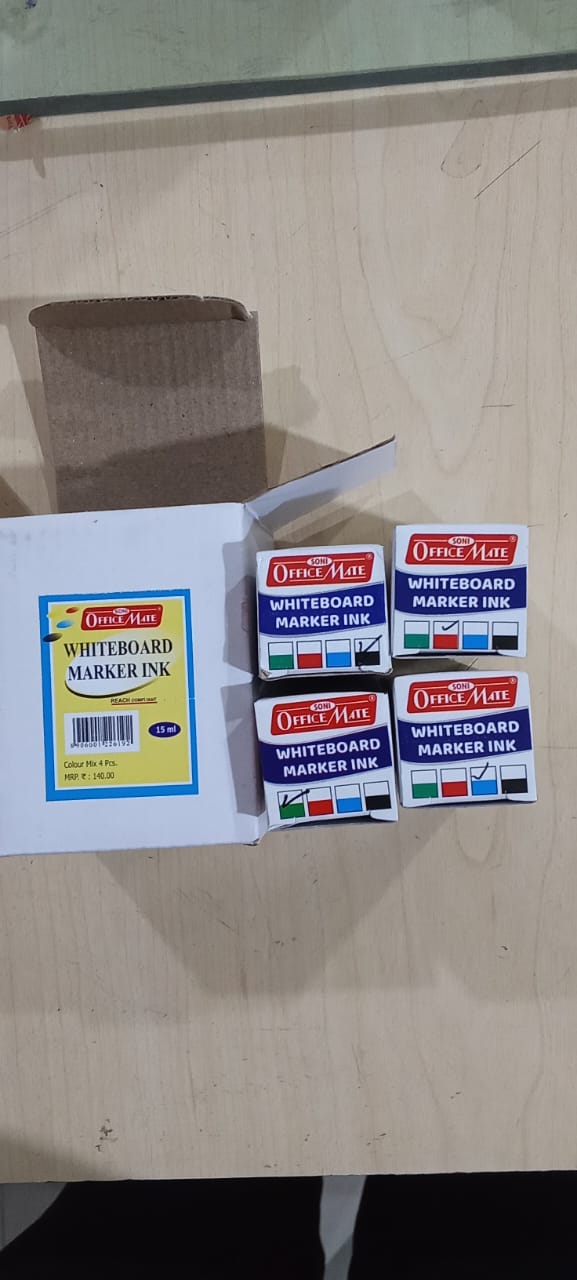 SONI
OFFICE MATE
WHITEBOARD
MARKER INK
REACH COMPLIANT
15 ml
Colour Mix 4 Pcs.
MRP. ₹ : 140.00
SONI
OFFICE MATE®
WHITEBOARD
MARKER INK
SONI
OFFICE MATE®
WHITEBOARD
MARKER INK
SONI
OFFICE MATE®
WHITEBOARD
MARKER INK
SONI
OFFICE MATE®
WHITEBOARD
MARKER INK